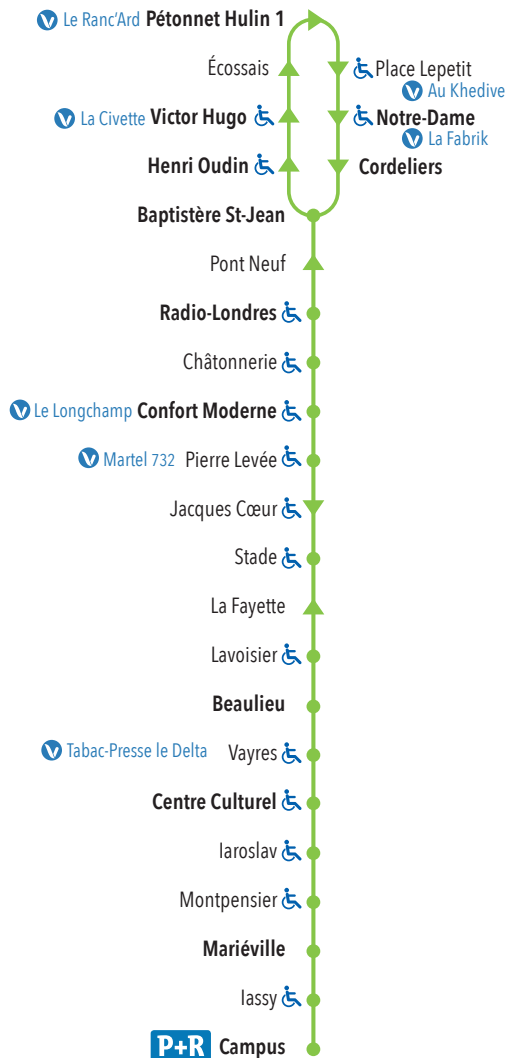 Le Ranc'Ard Pétonnet Hulin 1
Écossais
Place Lepetit
Au Khedive
La Civette Victor Hugo
Notre-Dame
La Fabrik
Henri Oudin
Cordeliers
Baptistère St-Jean
Pont Neuf
Radio-Londres
Châtonnerie
Le Longchamp Confort Moderne
Martel 732 Pierre Levée
Jacques Cœur
Stade
La Fayette
Lavoisier
Beaulieu
Tabac-Presse le Delta Vayres
Centre Culturel
Iaroslav
Montpensier
Mariéville
Iassy
P+R Campus